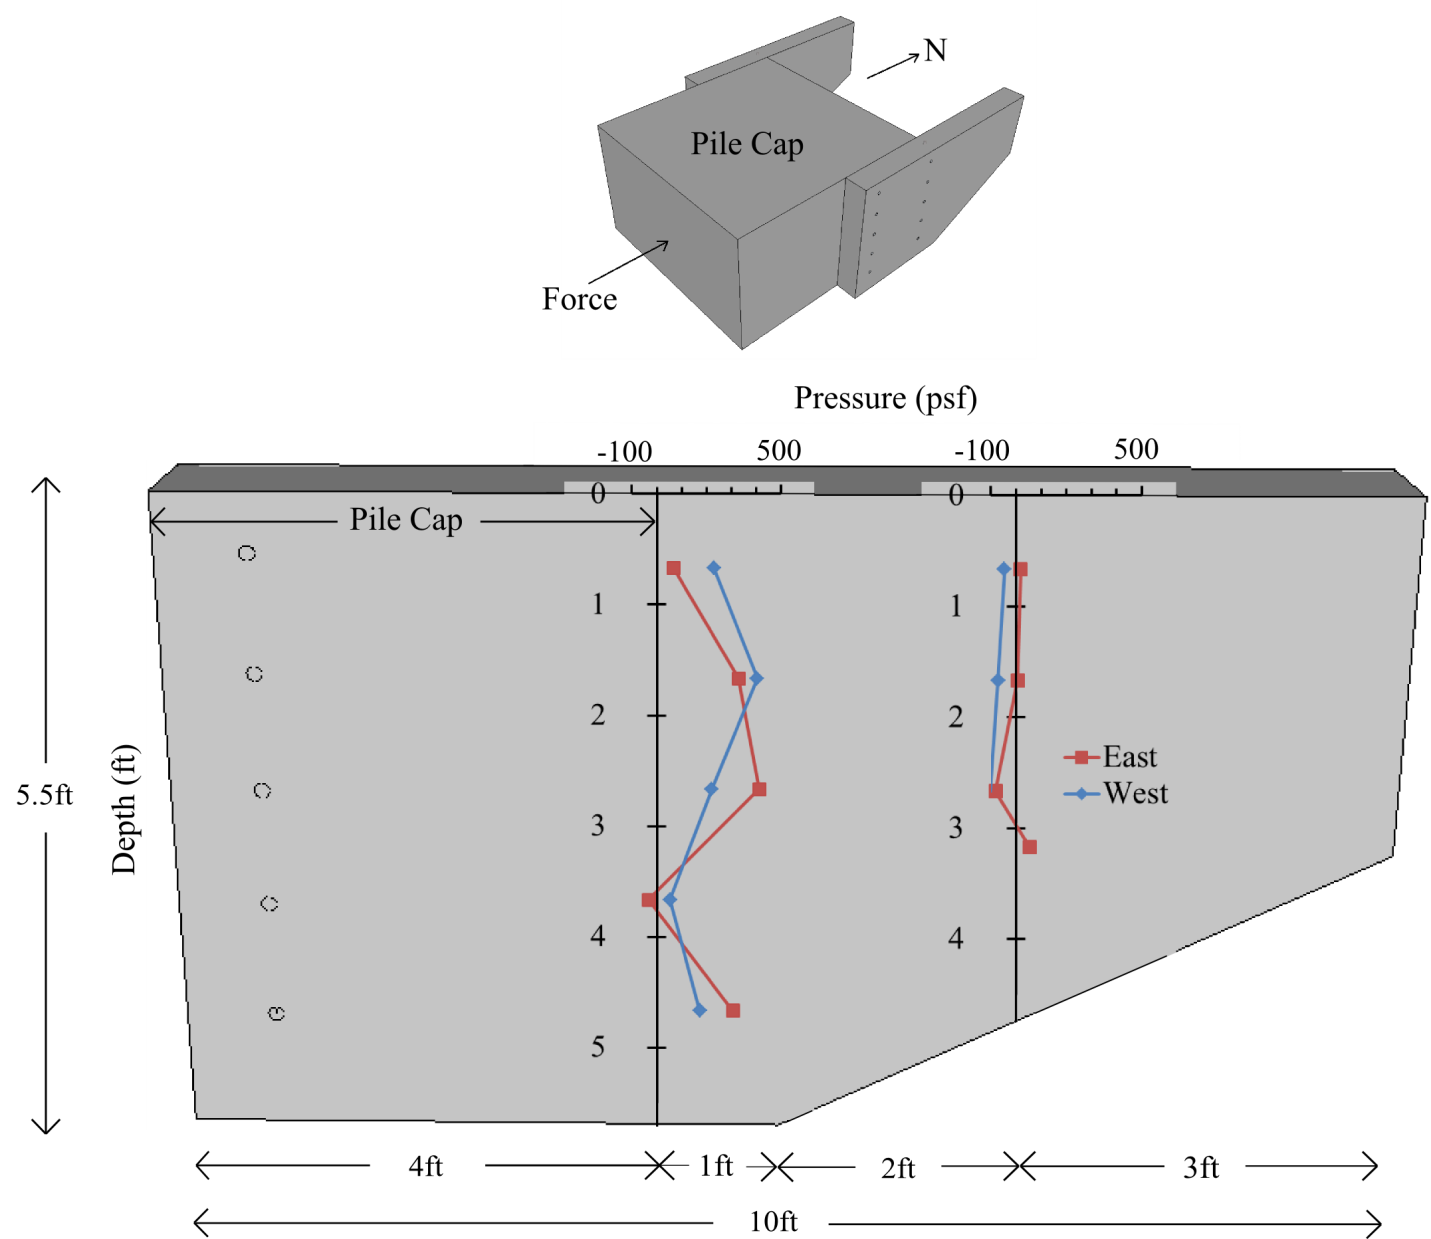 N
Pile Cap
Force
Pressure (psf)
-100 500 -100 500
0 0
Pile Cap
1 1
2 2
East
5.5ft
West
Depth (ft)
3 3
4 4
5
4ft 1ft 2ft 3ft
10ft